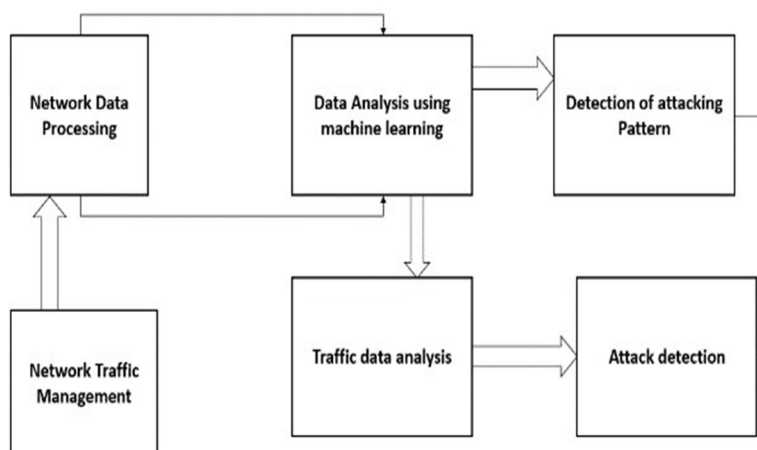 Network Data
Processing
Data Analysis using
machine learning
Detection of attacking
Pattern
Network Traffic
Management
Traffic data analysis
Attack detection